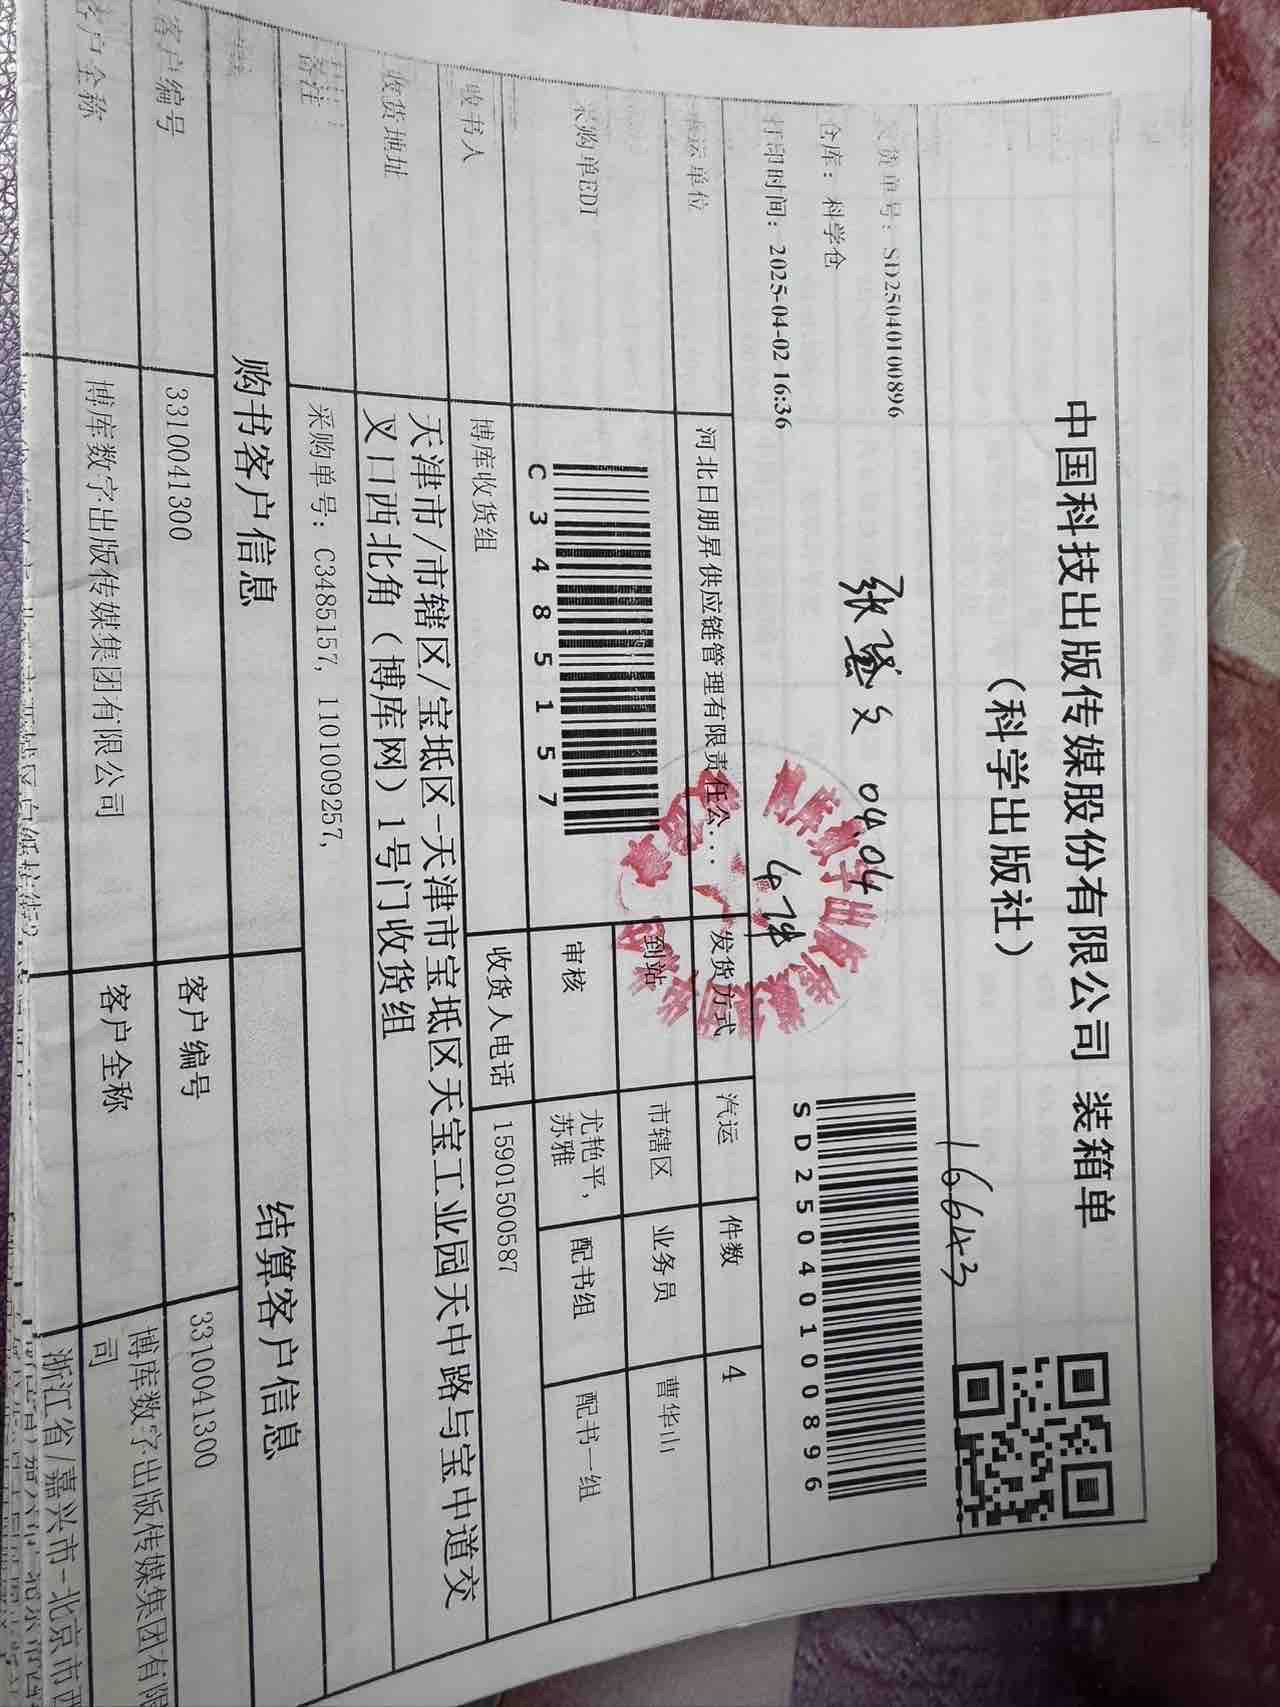 中国科技出版传媒股份有限公司 装箱单
（科学出版社）
16643
发货单号：SD25040100896
张 文 04.04
仓库：科学仓
4件
SD25040100896
打印时间：2025-04-02 16:36
承运单位 河北日朋昇供应链管理有限责任公... 发货方式 汽运 件数 4
采购单EDI C3485157 到站 市辖区 业务员 曹华山
审核 尤艳平，苏雅 配书组 配书一组
收书人 博库收货组 收货人电话 15901500587
收货地址 天津市/市辖区/宝坻区-天津市宝坻区天宝工业园天中路与宝中道交
叉口西北角（博库网）1号门收货组
备注 采购单号：C3485157，1101009257，
购书客户信息 结算客户信息
客户编号 3310041300 客户编号 3310041300
客户全称 博库数字出版传媒集团有限公司 客户全称 博库数字出版传媒集团有限公
司
浙江省/嘉兴市-北京市西